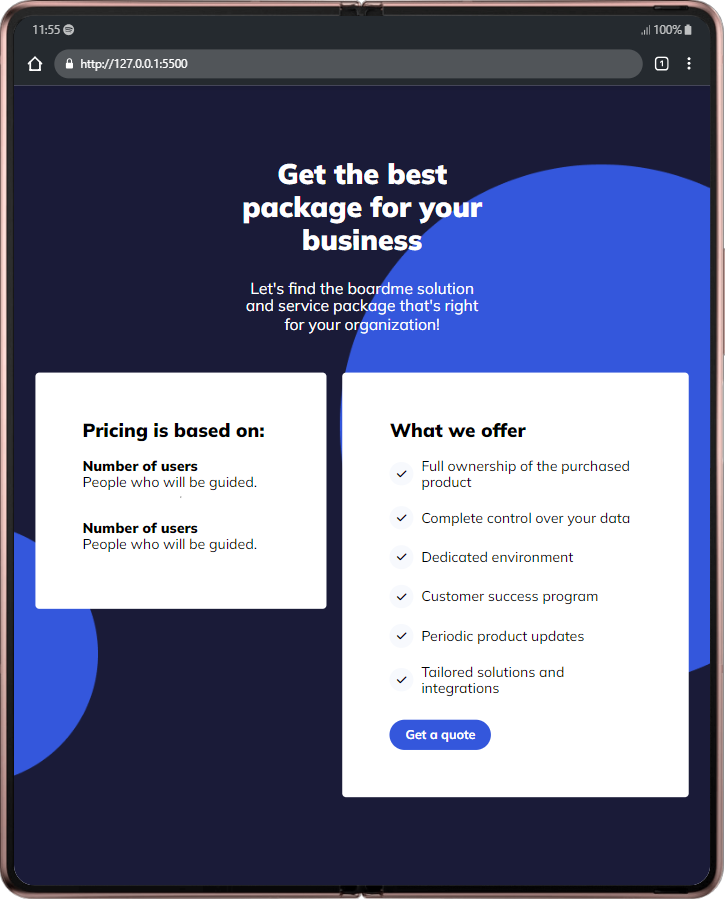 11:55
100%
http://127.0.0.1:5500
1
Get the best
package for your
business
Let's find the boardme solution
and service package that's right
for your organization!
Pricing is based on:
Number of users
People who will be guided.
Number of users
People who will be guided.
What we offer
Full ownership of the purchased
product
Complete control over your data
Dedicated environment
Customer success program
Periodic product updates
Tailored solutions and
integrations
Get a quote